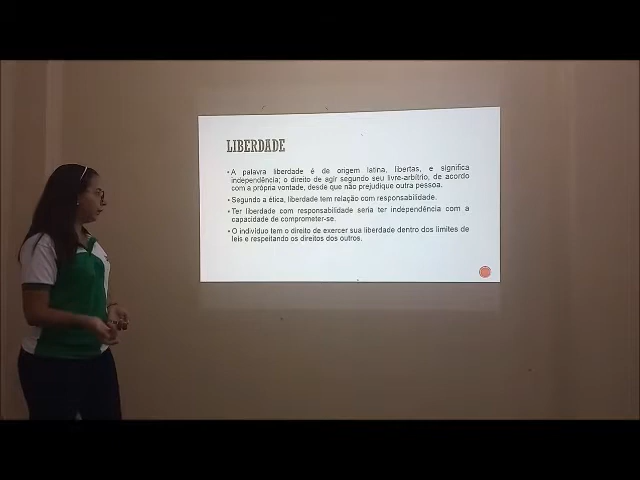 LIBERDADE
• A palavra liberdade é de origem latina, libertas, e significa
independência; o direito de agir segundo seu livre-arbítrio, de acordo
com a própria vontade, desde que não prejudique outra pessoa.
• Segundo a ética, liberdade tem relação com responsabilidade.
• Ter liberdade com responsabilidade seria ter independência com a
capacidade de comprometer-se.
• O indivíduo tem o direito de exercer sua liberdade dentro dos limites de
leis e respeitando os direitos dos outros.